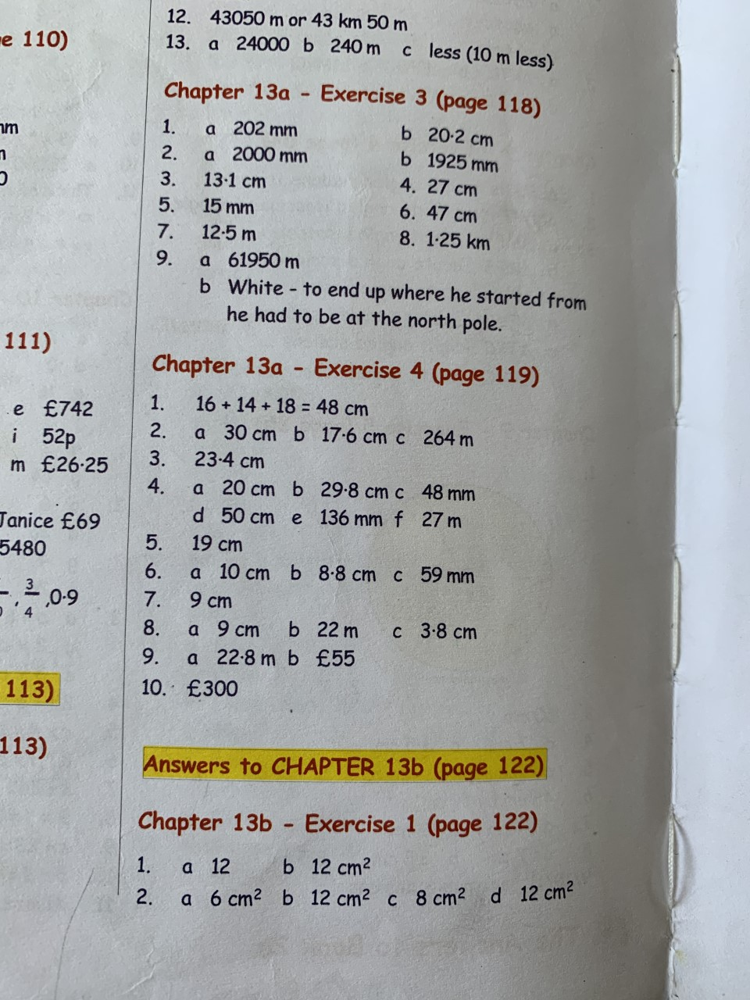 e 110)
nm
111)
e £742
i 52p
m £26·25
Janice £69
5480
, 3/4 ,0·9
113)
113)
12. 43050 m or 43 km 50 m
13. a 24000 b 240 m c less (10 m less)
Chapter 13a - Exercise 3 (page 118)
1. a 202 mm b 20·2 cm
2. a 2000 mm b 1925 mm
3. 13·1 cm 4. 27 cm
5. 15 mm 6. 47 cm
7. 12·5 m 8. 1·25 km
9. a 61950 m
b White - to end up where he started from
he had to be at the north pole.
Chapter 13a - Exercise 4 (page 119)
1. 16 + 14 + 18 = 48 cm
2. a 30 cm b 17·6 cm c 264 m
3. 23·4 cm
4. a 20 cm b 29·8 cm c 48 mm
d 50 cm e 136 mm f 27 m
5. 19 cm
6. a 10 cm b 8·8 cm c 59 mm
7. 9 cm
8. a 9 cm b 22 m c 3·8 cm
9. a 22·8 m b £55
10. £300
Answers to CHAPTER 13b (page 122)
Chapter 13b - Exercise 1 (page 122)
1. a 12 b 12 cm²
2. a 6 cm² b 12 cm² c 8 cm² d 12 cm²